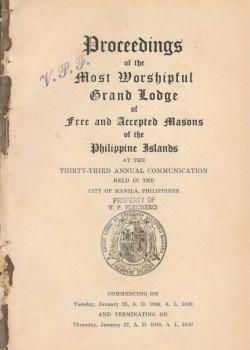 Proceedings
of the
V. P. F.
Most Worshipful
Grand Lodge
of
Free and Accepted Masons
of the
Philippine Islands
AT THE
THIRTY-THIRD ANNUAL COMMUNICATION
HELD IN THE
CITY OF MANILA, PHILIPPINES
PROPERTY OF
V. P. FLECHERO
COMMENCING ON
Tuesday, January 25, A. D. 1949, A. L. 5949
AND TERMINATING ON
Thursday, January 27, A. D. 1949, A. L. 5949